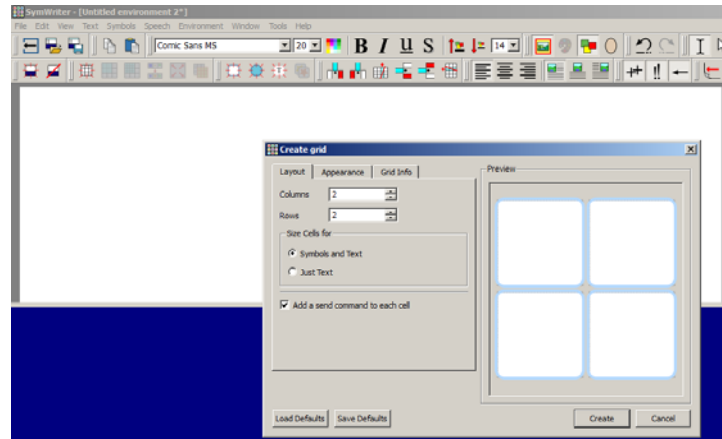 SymWriter - [Untitled environment 2*]
File Edit View Text Symbols Speech Environment Window Tools Help
Comic Sans MS 20 B I U S 14
Create grid
Layout Appearance Grid Info
Preview
Columns 2
Rows 2
Size Cells for
Symbols and Text
Just Text
Add a send command to each cell
Load Defaults Save Defaults Create Cancel